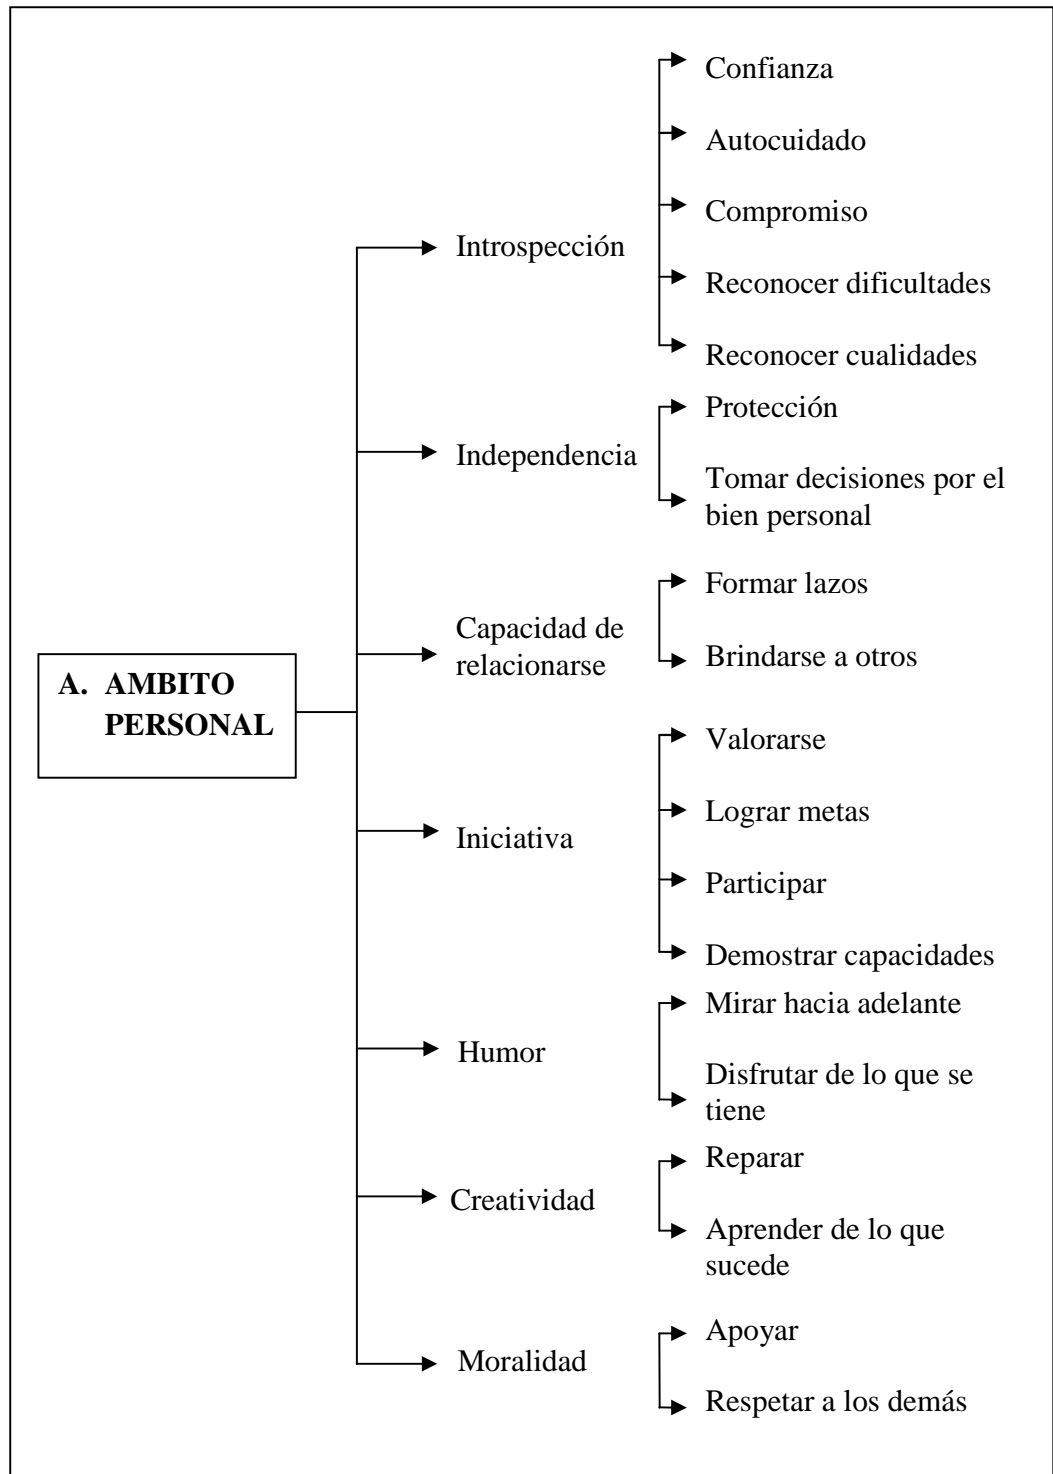 A. AMBITO
PERSONAL
Introspección
Confianza
Autocuidado
Compromiso
Reconocer dificultades
Reconocer cualidades
Independencia
Protección
Tomar decisiones por el
bien personal
Capacidad de
relacionarse
Formar lazos
Brindarse a otros
Iniciativa
Valorarse
Lograr metas
Participar
Demostrar capacidades
Humor
Mirar hacia adelante
Disfrutar de lo que se
tiene
Creatividad
Reparar
Aprender de lo que
sucede
Moralidad
Apoyar
Respetar a los demás